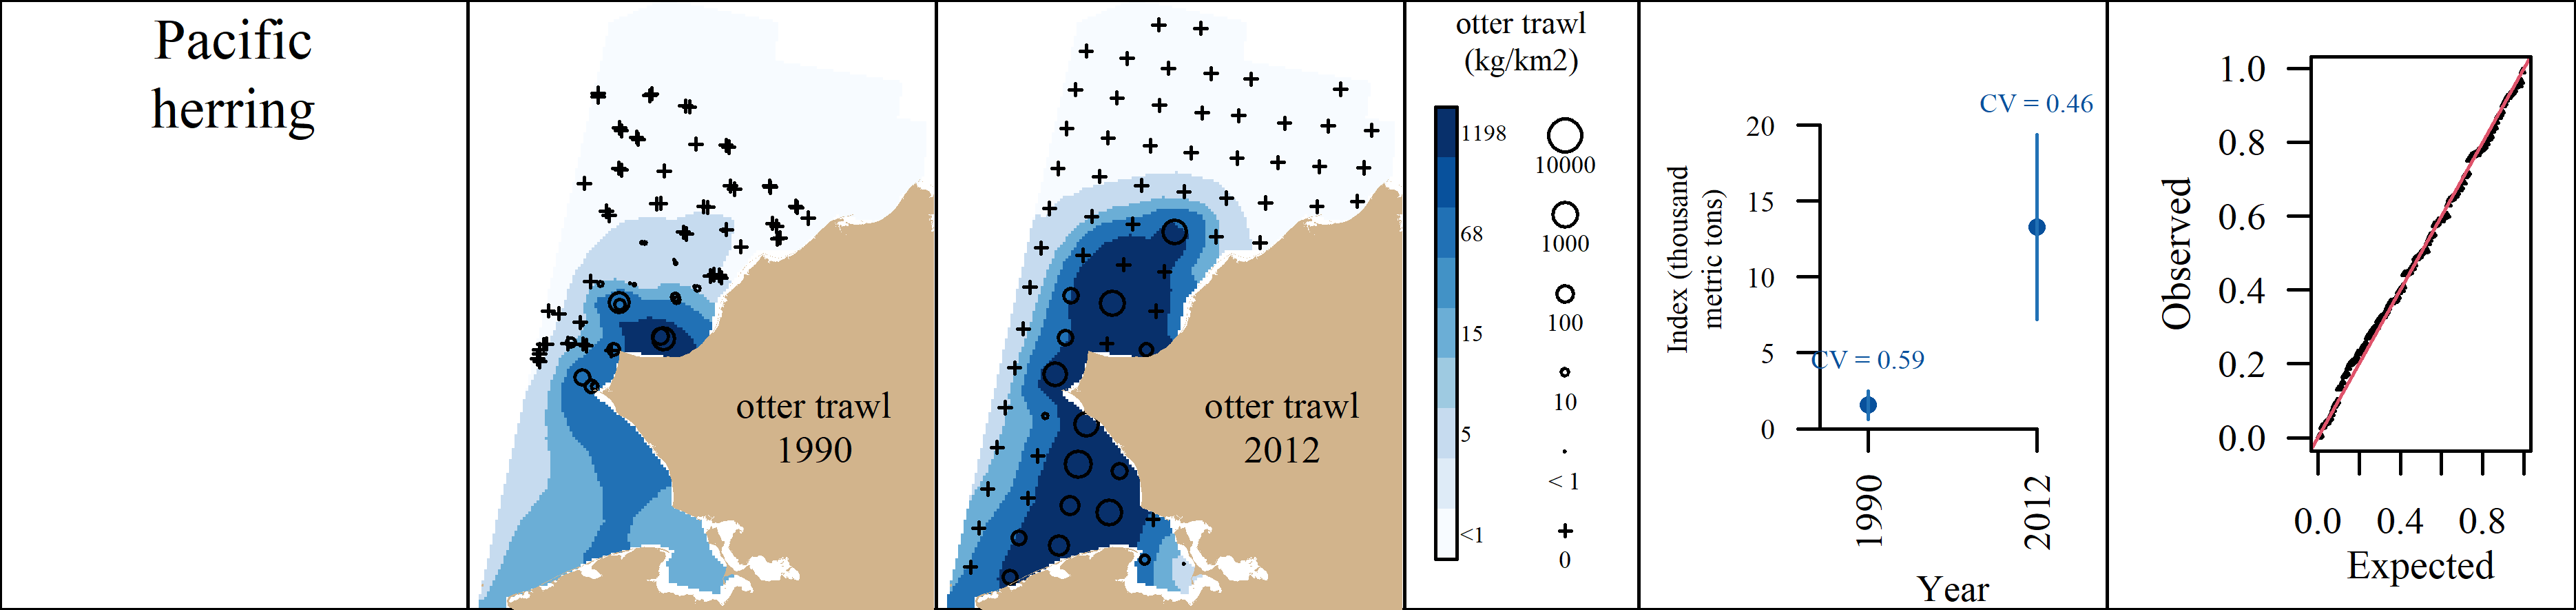 Pacific
herring
otter trawl
1990
otter trawl
2012
otter trawl
(kg/km2)
1198
68
15
5
<1
10000
1000
100
10
< 1
0
Index (thousand
metric tons)
20
15
10
5
0
CV = 0.59
CV = 0.46
1990
2012
Year
Observed
1.0
0.8
0.6
0.4
0.2
0.0
0.0 0.4 0.8
Expected